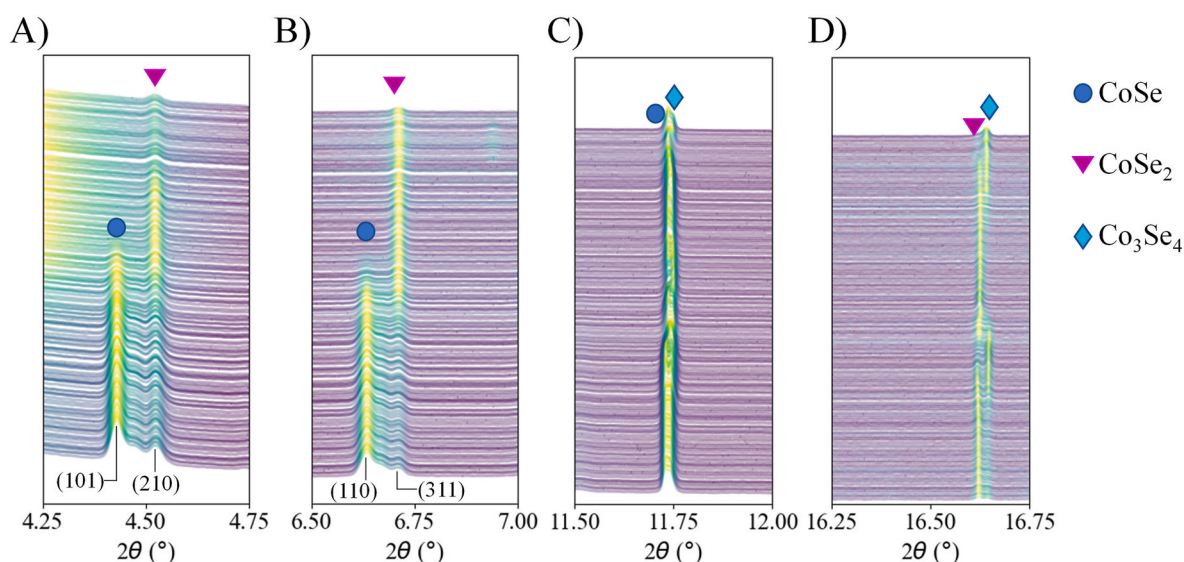 A)
B)
C)
D)
CoSe
CoSe₂
Co₃Se₄
(101)
(210)
(110)
(311)
4.25 4.50 4.75
6.50 6.75 7.00
11.50 11.75 12.00
16.25 16.50 16.75
2θ (°)
2θ (°)
2θ (°)
2θ (°)